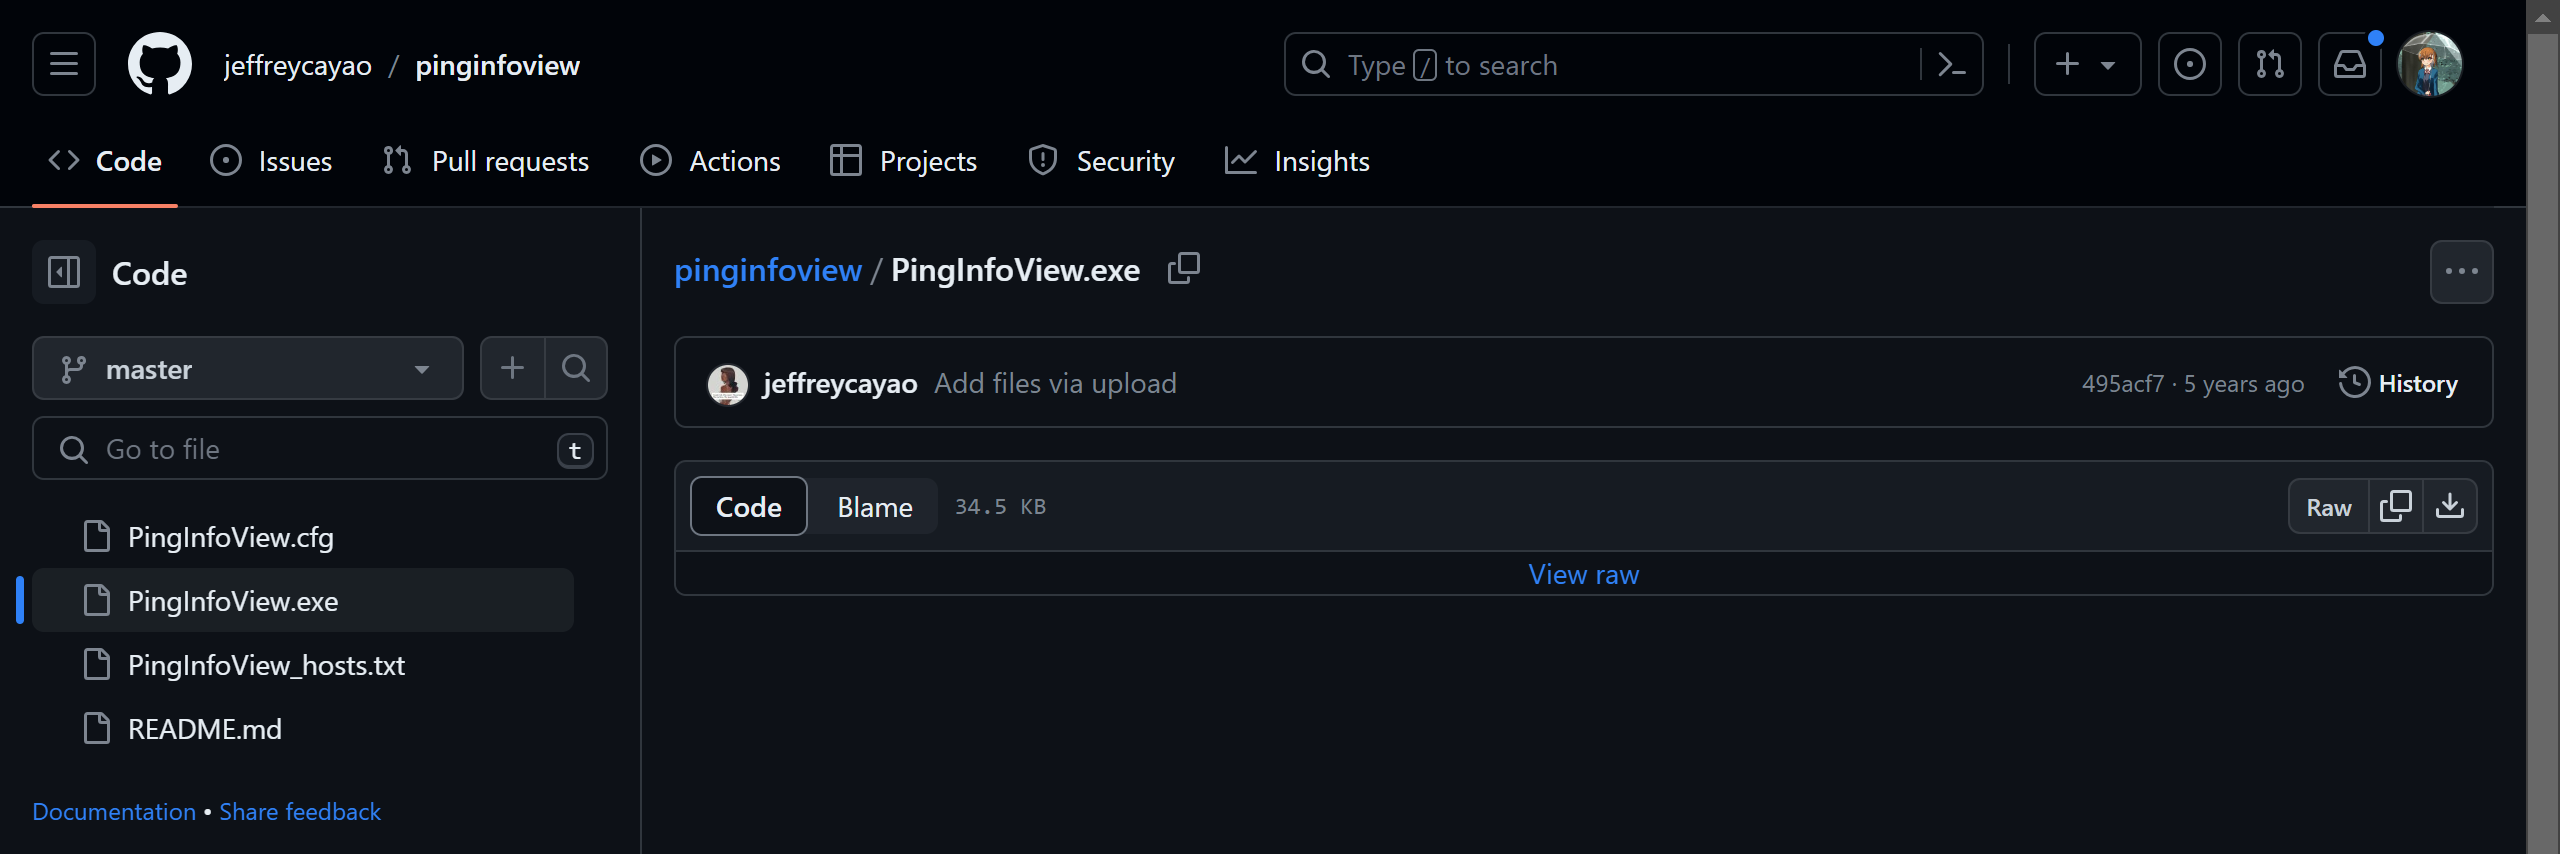 jeffreycayao / pinginfoview
Type / to search
Code Issues Pull requests Actions Projects Security Insights
Code
master
Go to file t
PingInfoView.cfg
PingInfoView.exe
PingInfoView_hosts.txt
README.md
Documentation • Share feedback
pinginfoview / PingInfoView.exe
jeffreycayao Add files via upload 495acf7 · 5 years ago History
Code Blame 34.5 KB Raw
View raw